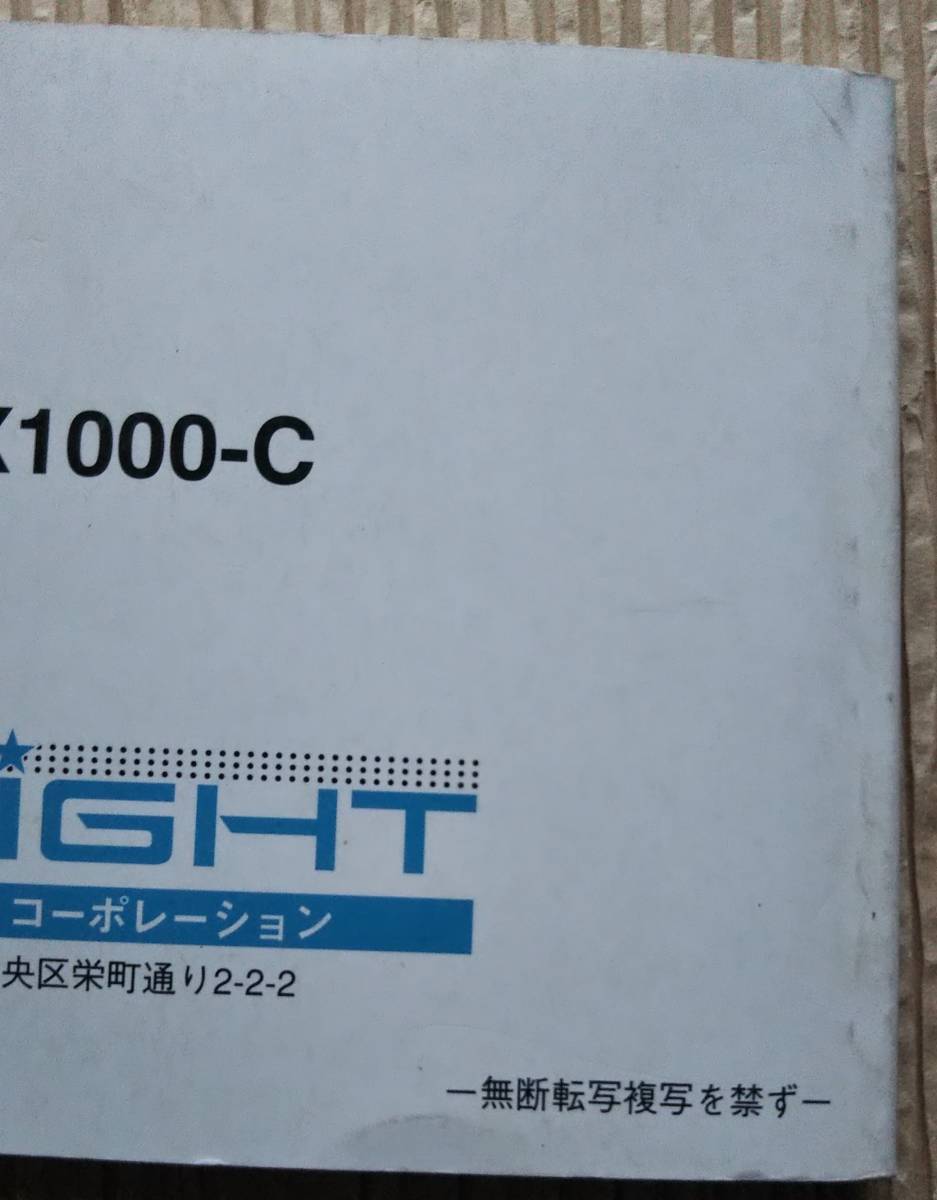 X1000-C
IGHT
コーポレーション
央区栄町通り2-2-2
ー無断転写複写を禁ずー